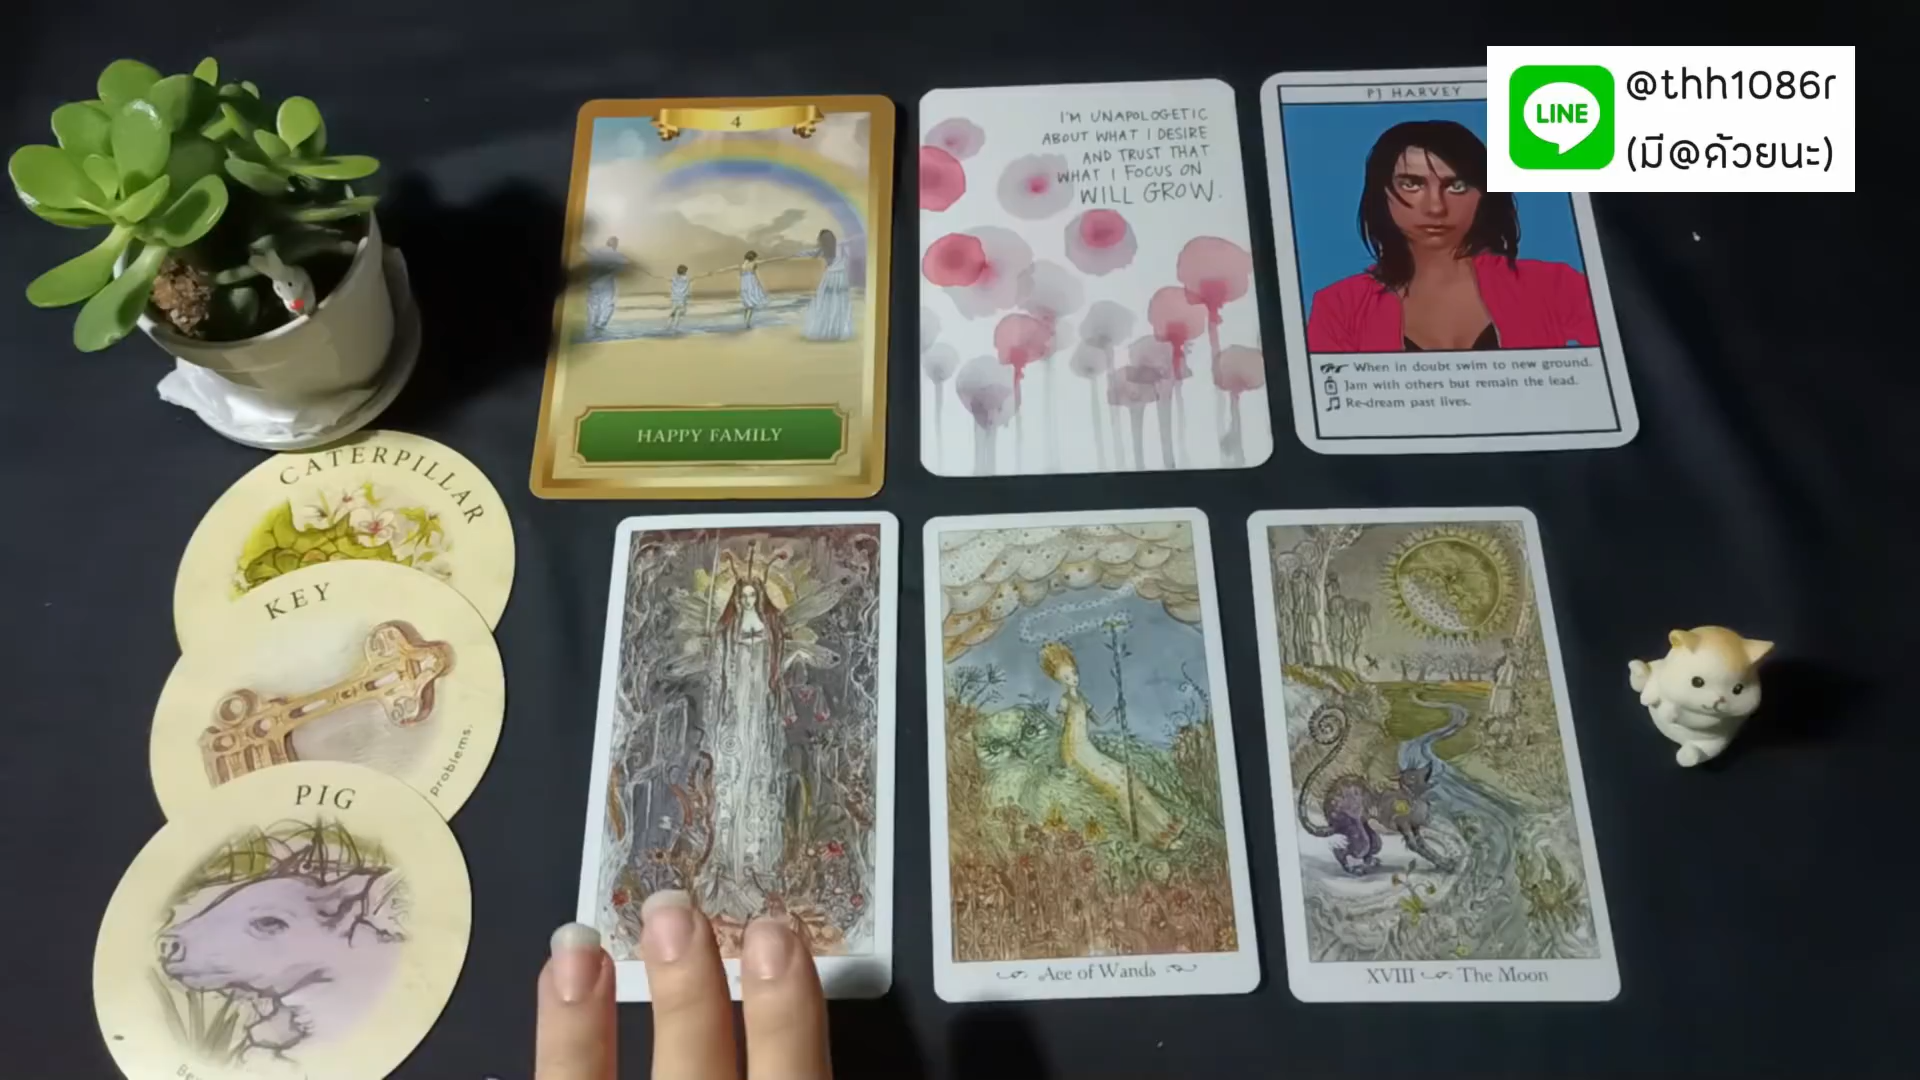 LINE
@thh1086r
(มี@ด้วยนะ)
4
HAPPY FAMILY
I'M UNAPOLOGETIC
ABOUT WHAT I DESIRE
AND TRUST THAT
WHAT I FOCUS ON
WILL GROW.
PJ HARVEY
When in doubt swim to new ground.
Jam with others but remain the lead.
Re-dream past lives.
CATERPILLAR
KEY
problems.
PIG
Ace of Wands
XVIII The Moon